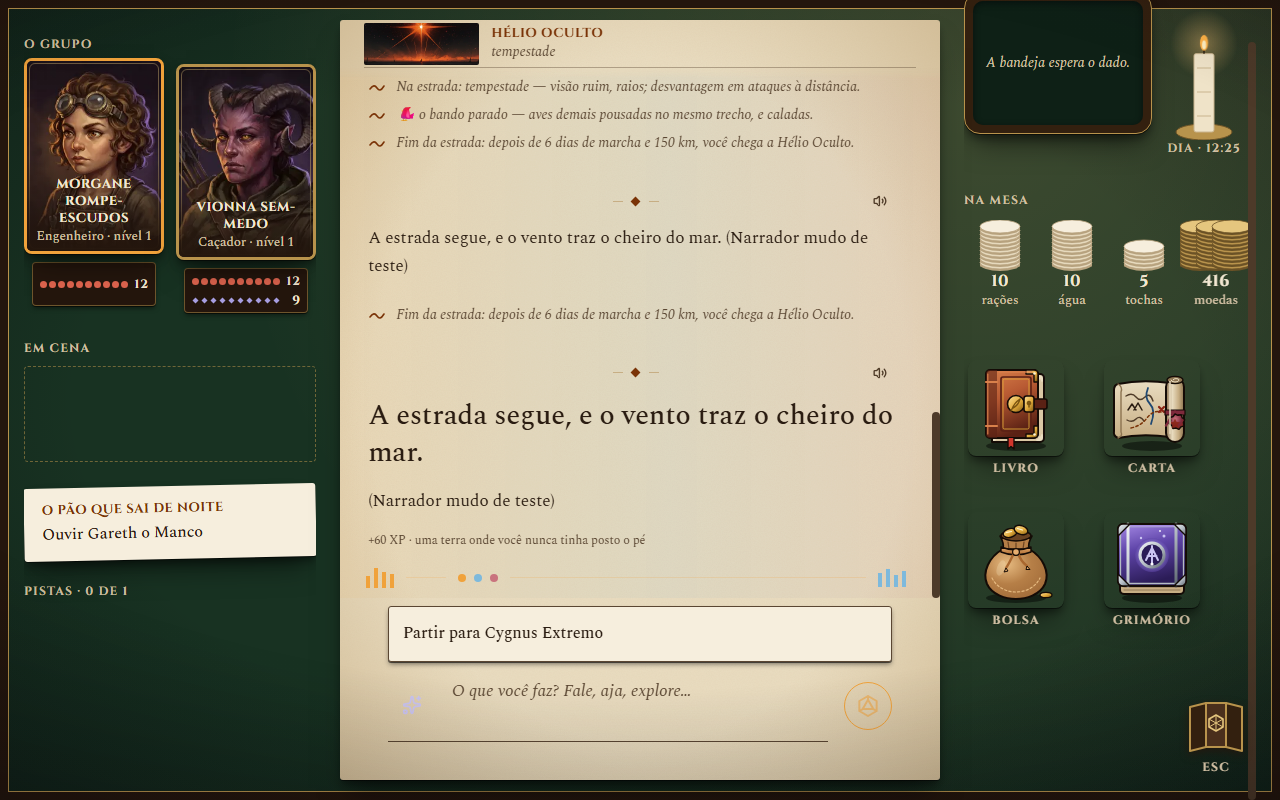 O GRUPO
MORGANE
ROMPE-
ESCUDOS
Engenheiro · nível 1
12
VIONNA SEM-
MEDO
Caçador · nível 1
12
9
EM CENA
O PÃO QUE SAI DE NOITE
Ouvir Gareth o Manco
PISTAS · 0 DE 1
HÉLIO OCULTO
tempestade
Na estrada: tempestade — visão ruim, raios; desvantagem em ataques à distância.
o bando parado — aves demais pousadas no mesmo trecho, e caladas.
Fim da estrada: depois de 6 dias de marcha e 150 km, você chega a Hélio Oculto.
A estrada segue, e o vento traz o cheiro do mar. (Narrador mudo de
teste)
Fim da estrada: depois de 6 dias de marcha e 150 km, você chega a Hélio Oculto.
A estrada segue, e o vento traz o cheiro do
mar.
(Narrador mudo de teste)
+60 XP · uma terra onde você nunca tinha posto o pé
Partir para Cygnus Extremo
#
O que você faz? Fale, aja, explore…
A bandeja espera o dado.
DIA · 12:25
NA MESA
10
rações
10
água
5
tochas
416
moedas
LIVRO
CARTA
BOLSA
GRIMÓRIO
ESC